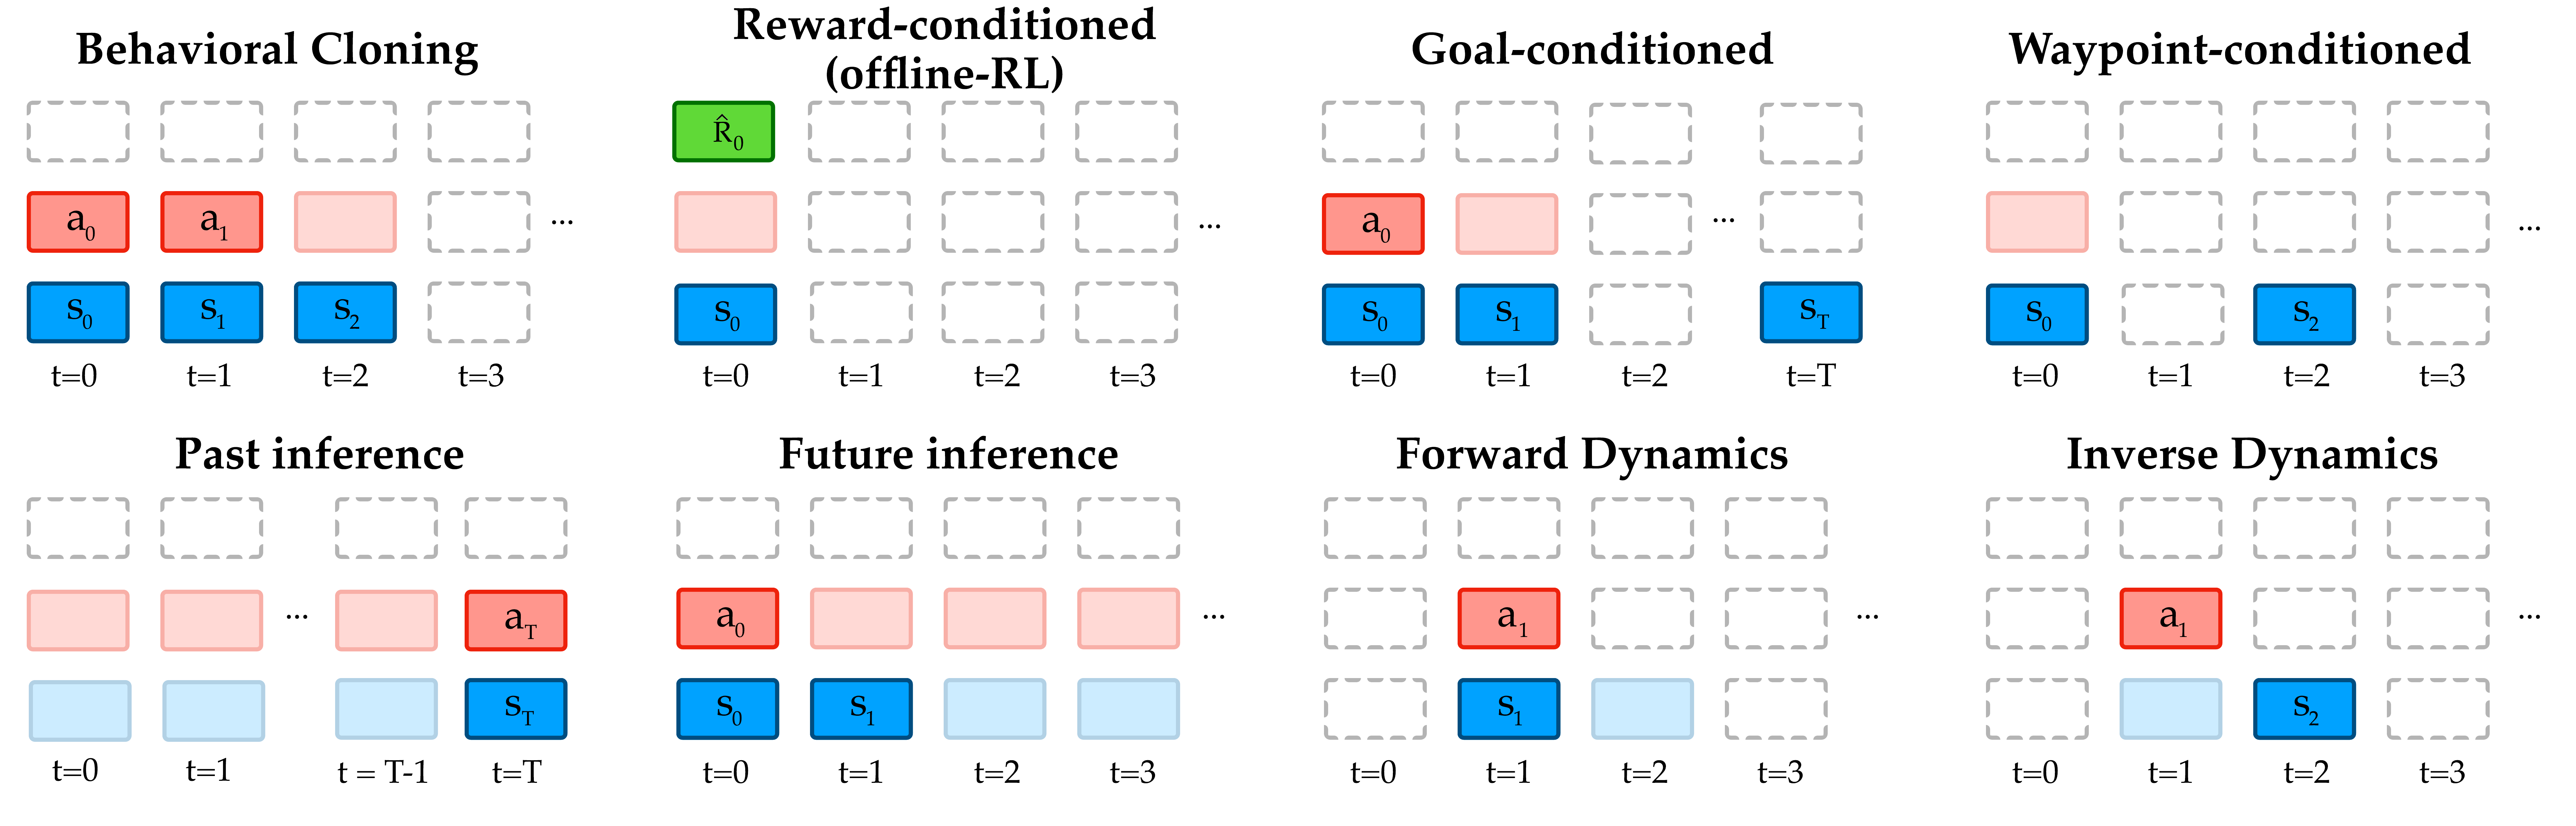 Behavioral Cloning
a0 a1 ...
s0 s1 s2
t=0 t=1 t=2 t=3
Reward-conditioned
(offline-RL)
R̂0
...
s0
t=0 t=1 t=2 t=3
Goal-conditioned
a0 ...
s0 s1 sT
t=0 t=1 t=2 t=T
Waypoint-conditioned
...
s0 s2
t=0 t=1 t=2 t=3
Past inference
... aT
sT
t=0 t=1 t = T-1 t=T
Future inference
a0 ...
s0 s1
t=0 t=1 t=2 t=3
Forward Dynamics
a1 ...
s1
t=0 t=1 t=2 t=3
Inverse Dynamics
a1 ...
s2
t=0 t=1 t=2 t=3